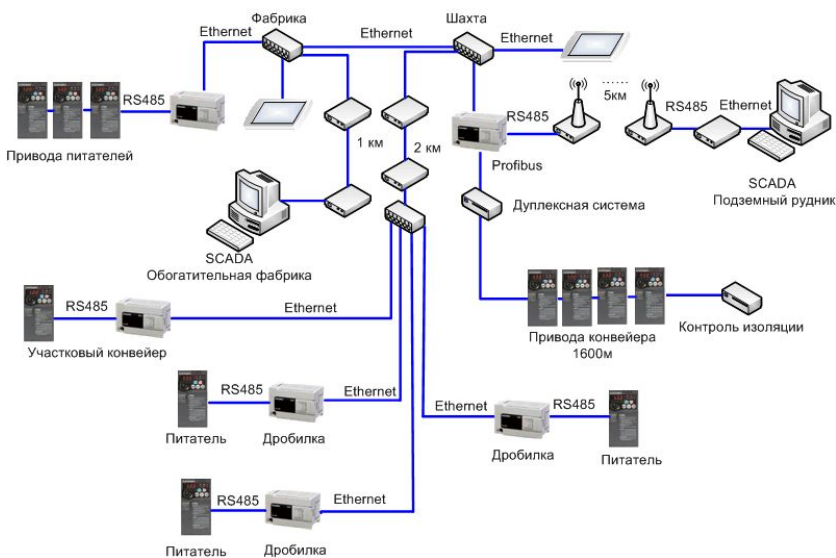 Фабрика
Шахта
Ethernet
Ethernet
Ethernet
RS485
1 км
2 км
RS485
5км
RS485
Ethernet
Привода питателей
Profibus
SCADA
Подземный рудник
Дуплексная система
SCADA
Обогатительная фабрика
RS485
Ethernet
Участковый конвейер
Привода конвейера
1600м
Контроль изоляции
RS485
Ethernet
Питатель
Дробилка
Ethernet
RS485
Дробилка
Питатель
RS485
Ethernet
Питатель
Дробилка